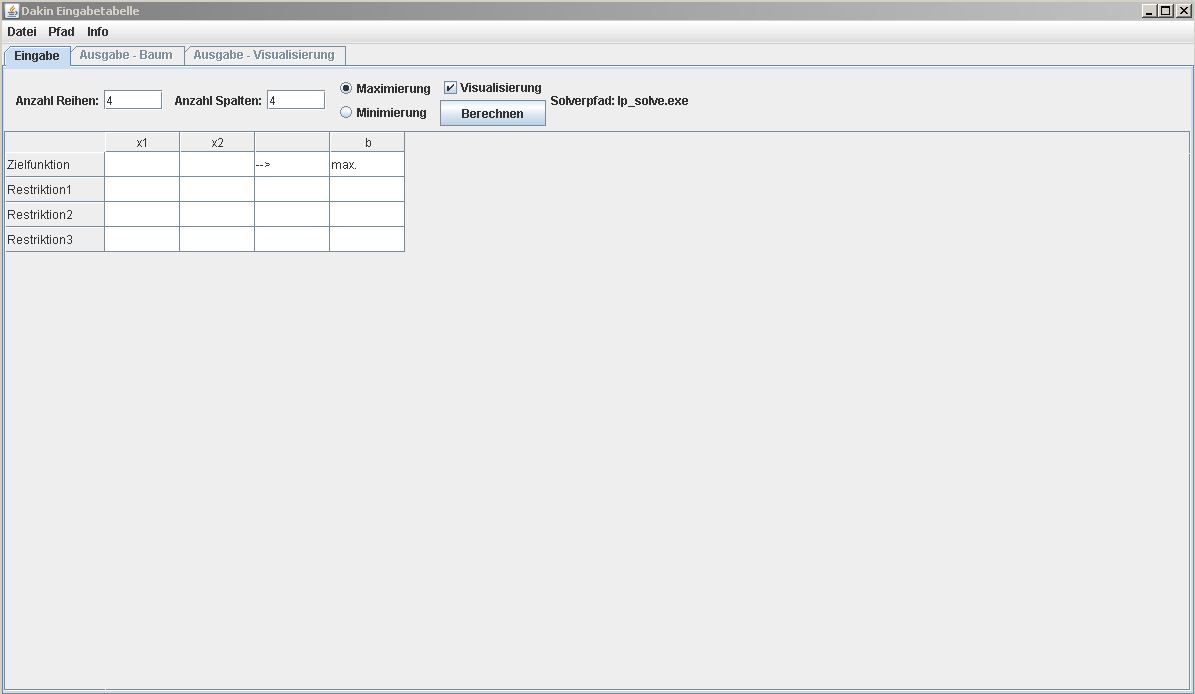 Dakin Eingabetabelle
Datei Pfad Info
Eingabe Ausgabe - Baum Ausgabe - Visualisierung
Anzahl Reihen: 4 Anzahl Spalten: 4
Maximierung
Visualisierung
Minimierung
Berechnen
Solverpfad: lp_solve.exe
x1 x2 b
Zielfunktion --> max.
Restriktion1
Restriktion2
Restriktion3